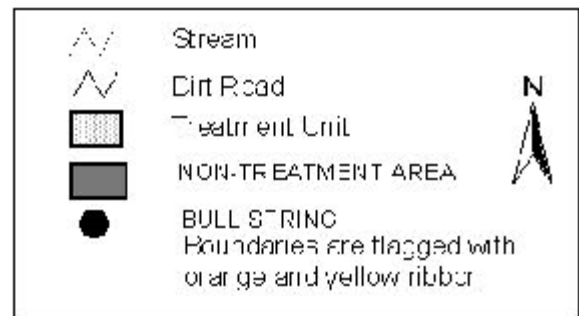 Stream
Dirt Road
N
Treatment Unit
NON-TREATMENT AREA
BULL STRING
Boundaries are flagged with
orange and yellow ribbon